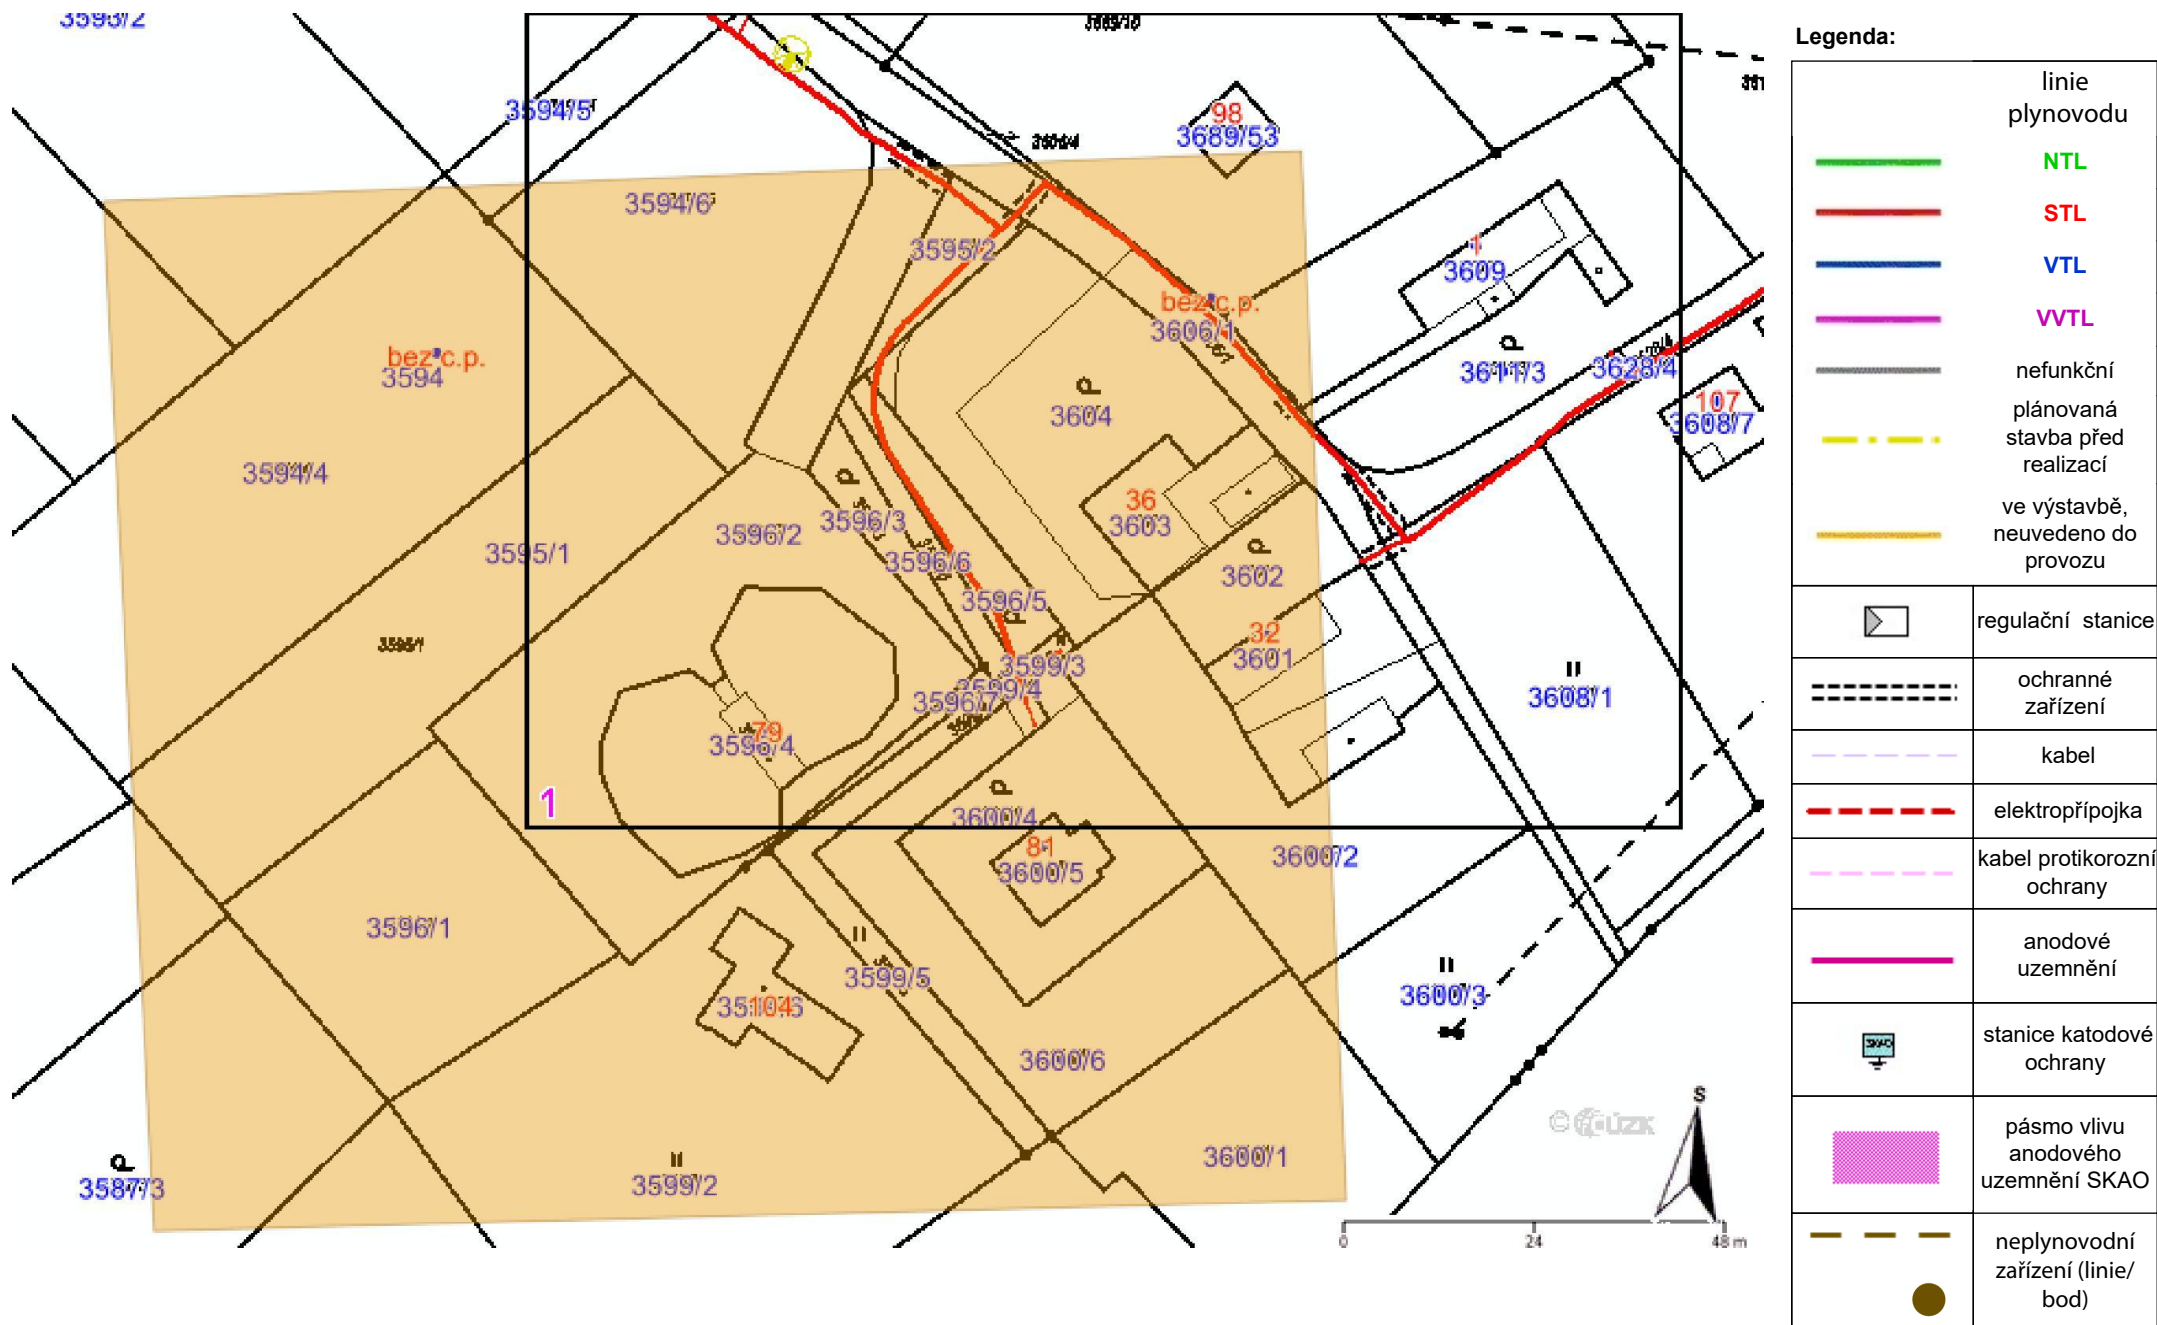 3593/2
3594/5
98
3689/53
3594/6
3595/2
1
3609
bez č.p.
3606/1
bez č.p.
3594
3611/3
3628/4
107
3608/7
3604
3594/4
36
3603
3596/3
3596/2
3595/1
3596/6
3602
3596/5
32
3601
3599/3
3599/4
3596/7
3608/1
3595/1
79
3596/4
1
3600/4
81
3600/5
3600/2
3596/1
3599/5
3600/3
104
3600/6
3600/1
3587/3
3599/2
S
0 24 48 m
Legenda:
linie
plynovodu
NTL
STL
VTL
VVTL
nefunkční
plánovaná
stavba před
realizací
ve výstavbě,
neuvedeno do
provozu
regulační stanice
ochranné
zařízení
kabel
elektropřípojka
kabel protikorozní
ochrany
anodové
uzemnění
SKAO
stanice katodové
ochrany
pásmo vlivu
anodového
uzemnění SKAO
neplynovodní
zařízení (linie/
bod)